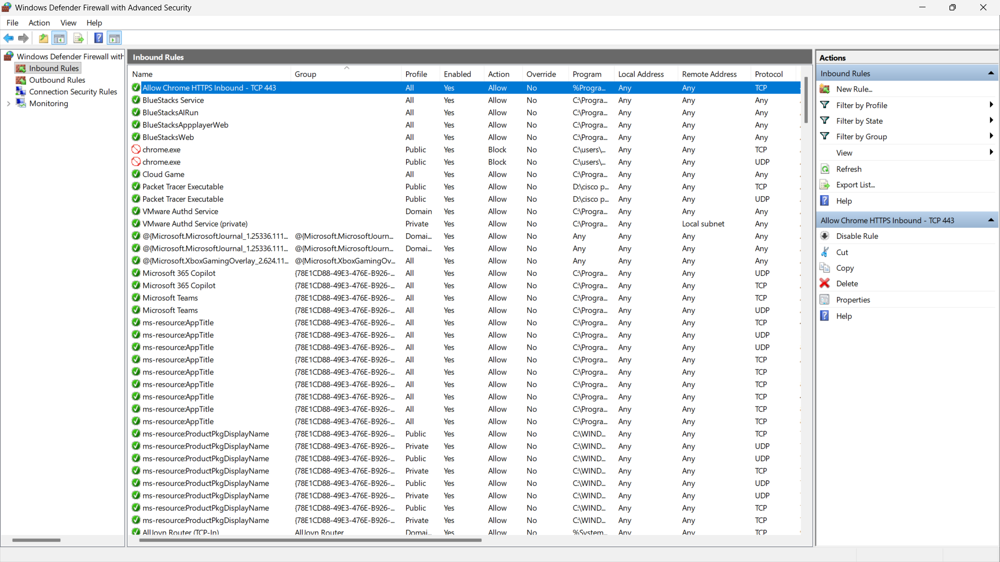 Windows Defender Firewall with Advanced Security
File Action View Help
Windows Defender Firewall with
Inbound Rules
Outbound Rules
Connection Security Rules
Monitoring
Inbound Rules
Name Group Profile Enabled Action Override Program Local Address Remote Address Protocol
Allow Chrome HTTPS Inbound - TCP 443 All Yes Allow No %Progra... Any Any TCP
BlueStacks Service All Yes Allow No C:\Progra... Any Any Any
BlueStacksAIRun All Yes Allow No C:\Progra... Any Any Any
BlueStacksAppplayerWeb All Yes Allow No C:\Progra... Any Any Any
BlueStacksWeb All Yes Allow No C:\Progra... Any Any Any
chrome.exe Public Yes Block No C:\users\... Any Any TCP
chrome.exe Public Yes Block No C:\users\... Any Any UDP
Cloud Game All Yes Allow No C:\Progra... Any Any Any
Packet Tracer Executable Public Yes Allow No D:\cisco p... Any Any TCP
Packet Tracer Executable Public Yes Allow No D:\cisco p... Any Any UDP
VMware Authd Service Domain Yes Allow No C:\Progra... Any Any Any
VMware Authd Service (private) Private Yes Allow No C:\Progra... Any Local subnet Any
@{Microsoft.MicrosoftJournal_1.25336.111... @{Microsoft.MicrosoftJourn... Domai... Yes Allow No Any Any Any Any
@{Microsoft.MicrosoftJournal_1.25336.111... @{Microsoft.MicrosoftJourn... Domai... Yes Allow No Any Any Any Any
@{Microsoft.XboxGamingOverlay_2.624.11... @{Microsoft.XboxGamingOv... All Yes Allow No Any Any Any Any
Microsoft 365 Copilot {78E1CD88-49E3-476E-B926-... All Yes Allow No C:\Progra... Any Any UDP
Microsoft 365 Copilot {78E1CD88-49E3-476E-B926-... All Yes Allow No C:\Progra... Any Any TCP
Microsoft Teams {78E1CD88-49E3-476E-B926-... All Yes Allow No C:\Progra... Any Any TCP
Microsoft Teams {78E1CD88-49E3-476E-B926-... All Yes Allow No C:\Progra... Any Any UDP
ms-resource:AppTitle {78E1CD88-49E3-476E-B926-... All Yes Allow No C:\Progra... Any Any TCP
ms-resource:AppTitle {78E1CD88-49E3-476E-B926-... All Yes Allow No C:\Progra... Any Any UDP
ms-resource:AppTitle {78E1CD88-49E3-476E-B926-... All Yes Allow No C:\Progra... Any Any UDP
ms-resource:AppTitle {78E1CD88-49E3-476E-B926-... All Yes Allow No C:\Progra... Any Any TCP
ms-resource:AppTitle {78E1CD88-49E3-476E-B926-... All Yes Allow No C:\Progra... Any Any TCP
ms-resource:AppTitle {78E1CD88-49E3-476E-B926-... All Yes Allow No C:\Progra... Any Any TCP
ms-resource:AppTitle {78E1CD88-49E3-476E-B926-... All Yes Allow No C:\Progra... Any Any TCP
ms-resource:AppTitle {78E1CD88-49E3-476E-B926-... All Yes Allow No C:\Progra... Any Any TCP
ms-resource:AppTitle {78E1CD88-49E3-476E-B926-... All Yes Allow No C:\Progra... Any Any TCP
ms-resource:ProductPkgDisplayName {78E1CD88-49E3-476E-B926-... Public Yes Allow No C:\WIND... Any Any TCP
ms-resource:ProductPkgDisplayName {78E1CD88-49E3-476E-B926-... Private Yes Allow No C:\WIND... Any Any UDP
ms-resource:ProductPkgDisplayName {78E1CD88-49E3-476E-B926-... Public Yes Allow No C:\WIND... Any Any UDP
ms-resource:ProductPkgDisplayName {78E1CD88-49E3-476E-B926-... Private Yes Allow No C:\WIND... Any Any TCP
ms-resource:ProductPkgDisplayName {78E1CD88-49E3-476E-B926-... Public Yes Allow No C:\WIND... Any Any UDP
ms-resource:ProductPkgDisplayName {78E1CD88-49E3-476E-B926-... Private Yes Allow No C:\WIND... Any Any UDP
ms-resource:ProductPkgDisplayName {78E1CD88-49E3-476E-B926-... Public Yes Allow No C:\WIND... Any Any TCP
ms-resource:ProductPkgDisplayName {78E1CD88-49E3-476E-B926-... Private Yes Allow No C:\WIND... Any Any TCP
AllJoyn Router (TCP-In) AllJoyn Router Domai... Yes Allow No %System... Any Any TCP
Actions
Inbound Rules
New Rule...
Filter by Profile
Filter by State
Filter by Group
View
Refresh
Export List...
Help
Allow Chrome HTTPS Inbound - TCP 443
Disable Rule
Cut
Copy
Delete
Properties
Help